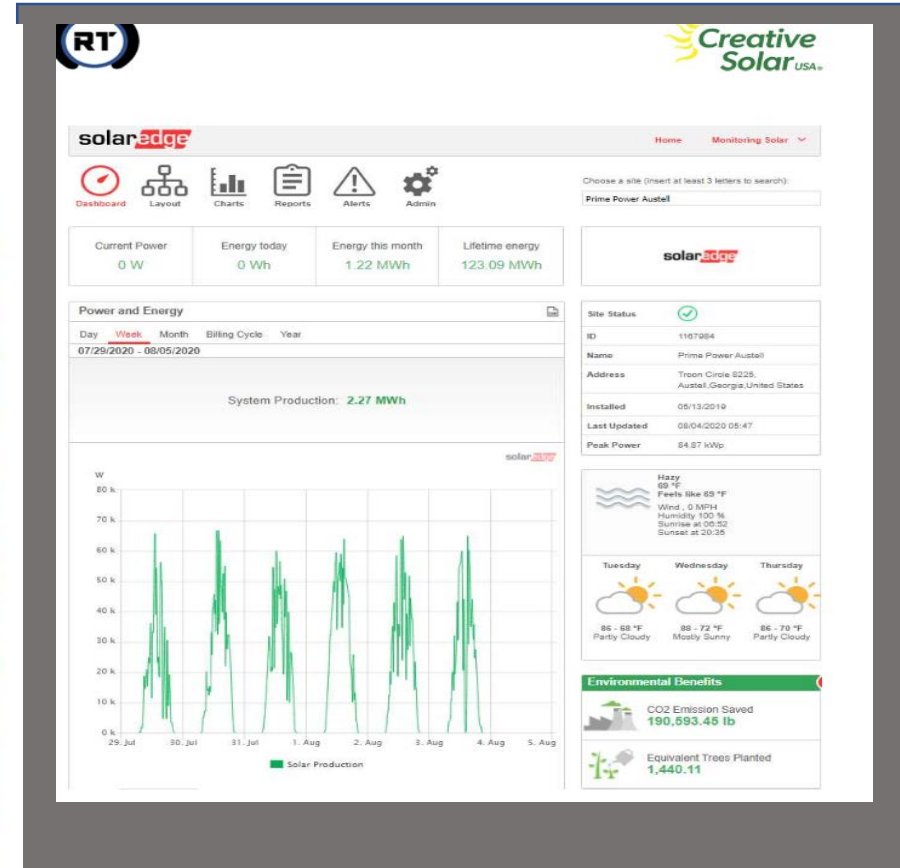 RT
Creative
Solar USA
solaredge
Home Monitoring Solar
Dashboard Layout Charts Reports Alerts Admin
Choose a site (insert at least 3 letters to search):
Prime Power Austell
Current Power Energy today Energy this month Lifetime energy
0 W 0 Wh 1.22 MWh 123.09 MWh
solaredge
Power and Energy
Day Week Month Billing Cycle Year
07/29/2020 - 08/05/2020
System Production: 2.27 MWh
solaredge
W
80 k
70 k
60 k
50 k
40 k
30 k
20 k
10 k
0 k
29. Jul 30. Jul 31. Jul 1. Aug 2. Aug 3. Aug 4. Aug 5. Aug
Solar Production
Site Status
ID 1167984
Name Prime Power Austell
Address Troon Circle 8225,
Austell,Georgia,United States
Installed 05/13/2019
Last Updated 08/04/2020 05:47
Peak Power 84.87 kWp
Hazy
69 °F
Feels like 69 °F
Wind , 0 MPH
Humidity 100 %
Sunrise at 06:52
Sunset at 20:35
Tuesday Wednesday Thursday
86 - 68 °F 88 - 72 °F 86 - 70 °F
Partly Cloudy Mostly Sunny Partly Cloudy
Environmental Benefits
CO2 Emission Saved
190,593.45 lb
Equivalent Trees Planted
1,440.11